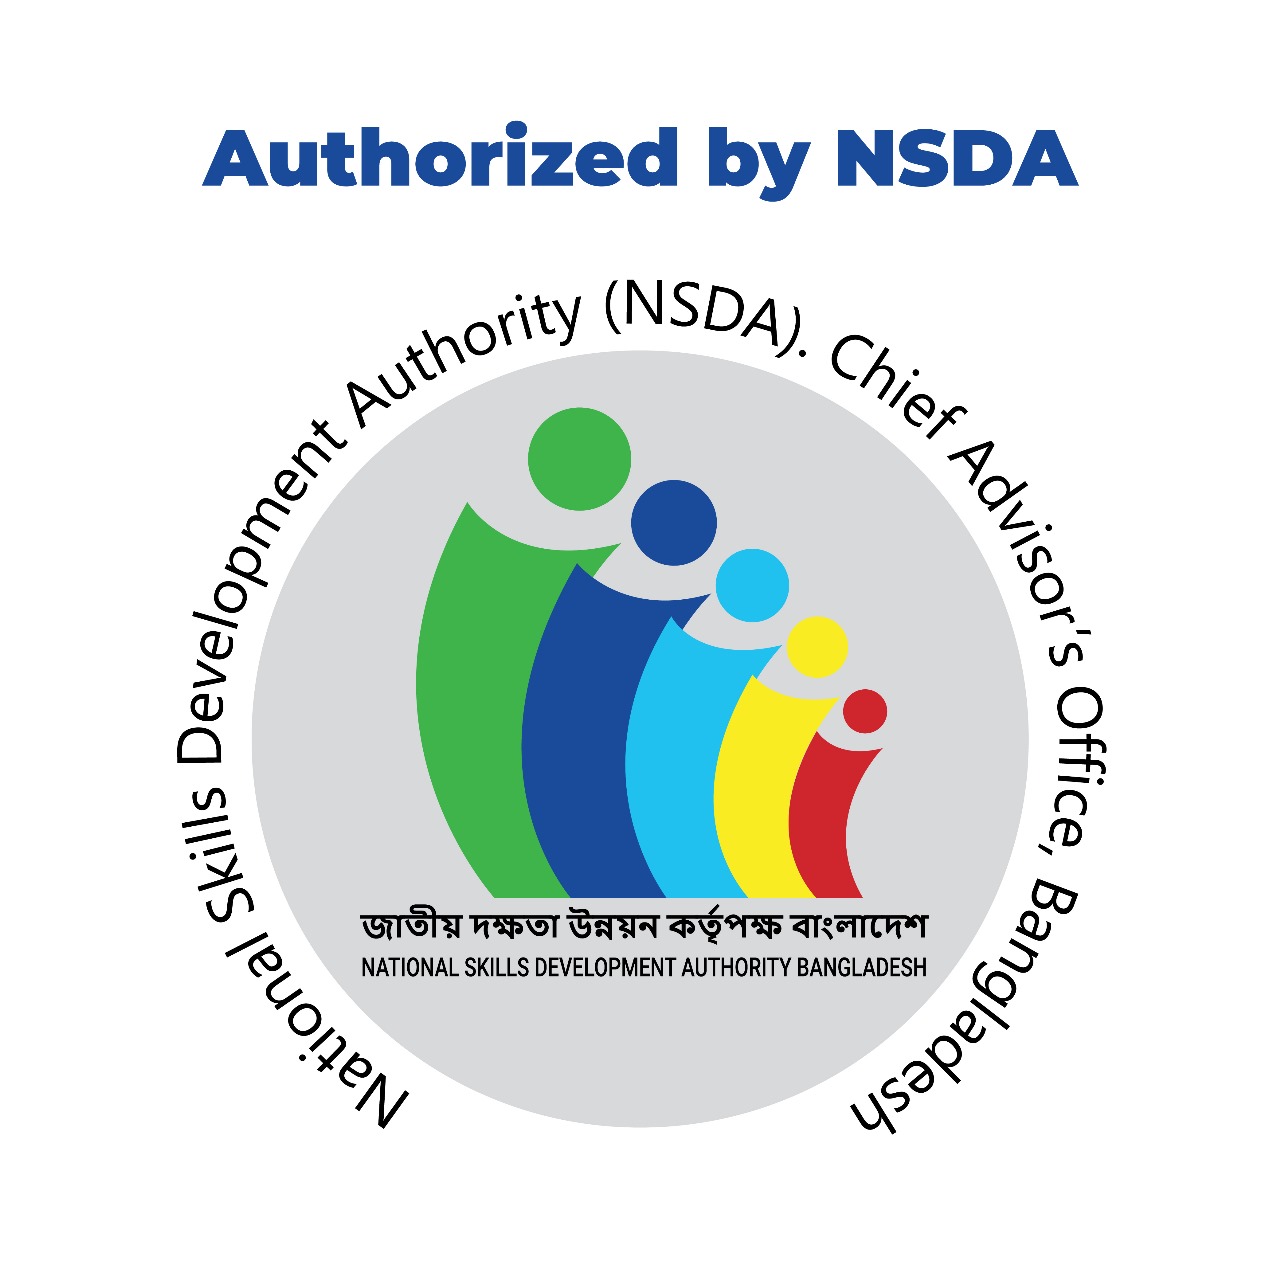 Authorized by NSDA
National Skills Development Authority (NSDA). Chief Advisor's Office, Bangladesh
জাতীয় দক্ষতা উন্নয়ন কর্তৃপক্ষ বাংলাদেশ
NATIONAL SKILLS DEVELOPMENT AUTHORITY BANGLADESH